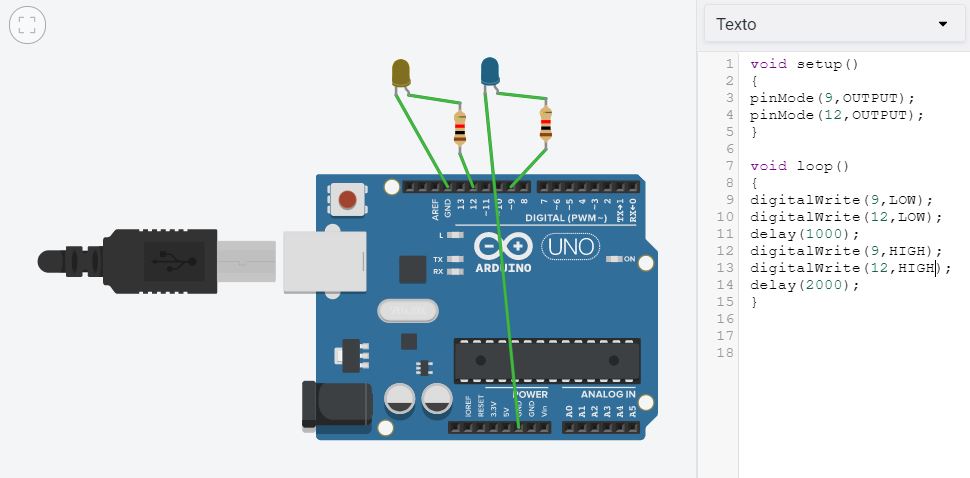 Texto
1 void setup()
2 {
3 pinMode(9,OUTPUT);
4 pinMode(12,OUTPUT);
5 }
6
7 void loop()
8 {
9 digitalWrite(9,LOW);
10 digitalWrite(12,LOW);
11 delay(1000);
12 digitalWrite(9,HIGH);
13 digitalWrite(12,HIGH);
14 delay(2000);
15 }
16
17
18
AREF GND 13 12 ~11 ~10 ~9 8 7 ~6 ~5 4 ~3 2 TX→1 RX←0
DIGITAL (PWM~)
L
TX
RX
ARDUINO
UNO
ON
POWER
ANALOG IN
IOREF RESET 3.3V 5V GND GND Vin A0 A1 A2 A3 A4 A5